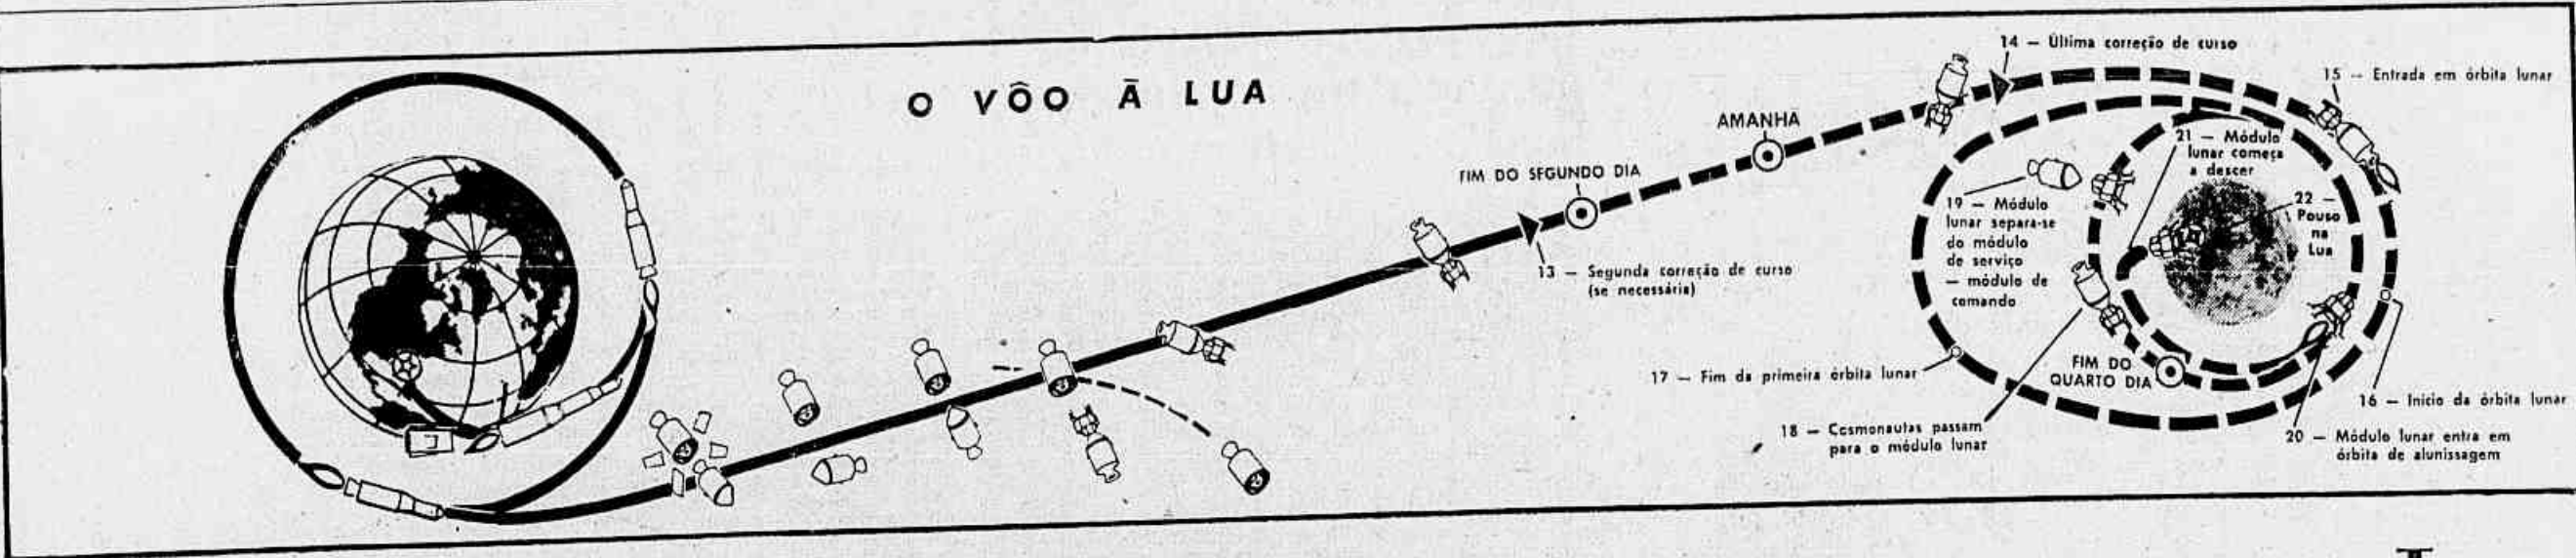 O VÔO À LUA
FIM DO SEGUNDO DIA
AMANHÃ
13 — Segunda correção de curso
(se necessária)
14 — Última correção de curso
15 — Entrada em órbita lunar
16 — Início da órbita lunar
17 — Fim da primeira órbita lunar
18 — Cosmonautas passam
para o módulo lunar
19 — Módulo
lunar separa-se
do módulo
de serviço
— módulo de
comando
20 — Módulo lunar entra em
órbita de alunissagem
21 — Módulo
lunar começa
a descer
22 —
Pouso
na
Lua
FIM DO
QUARTO DIA